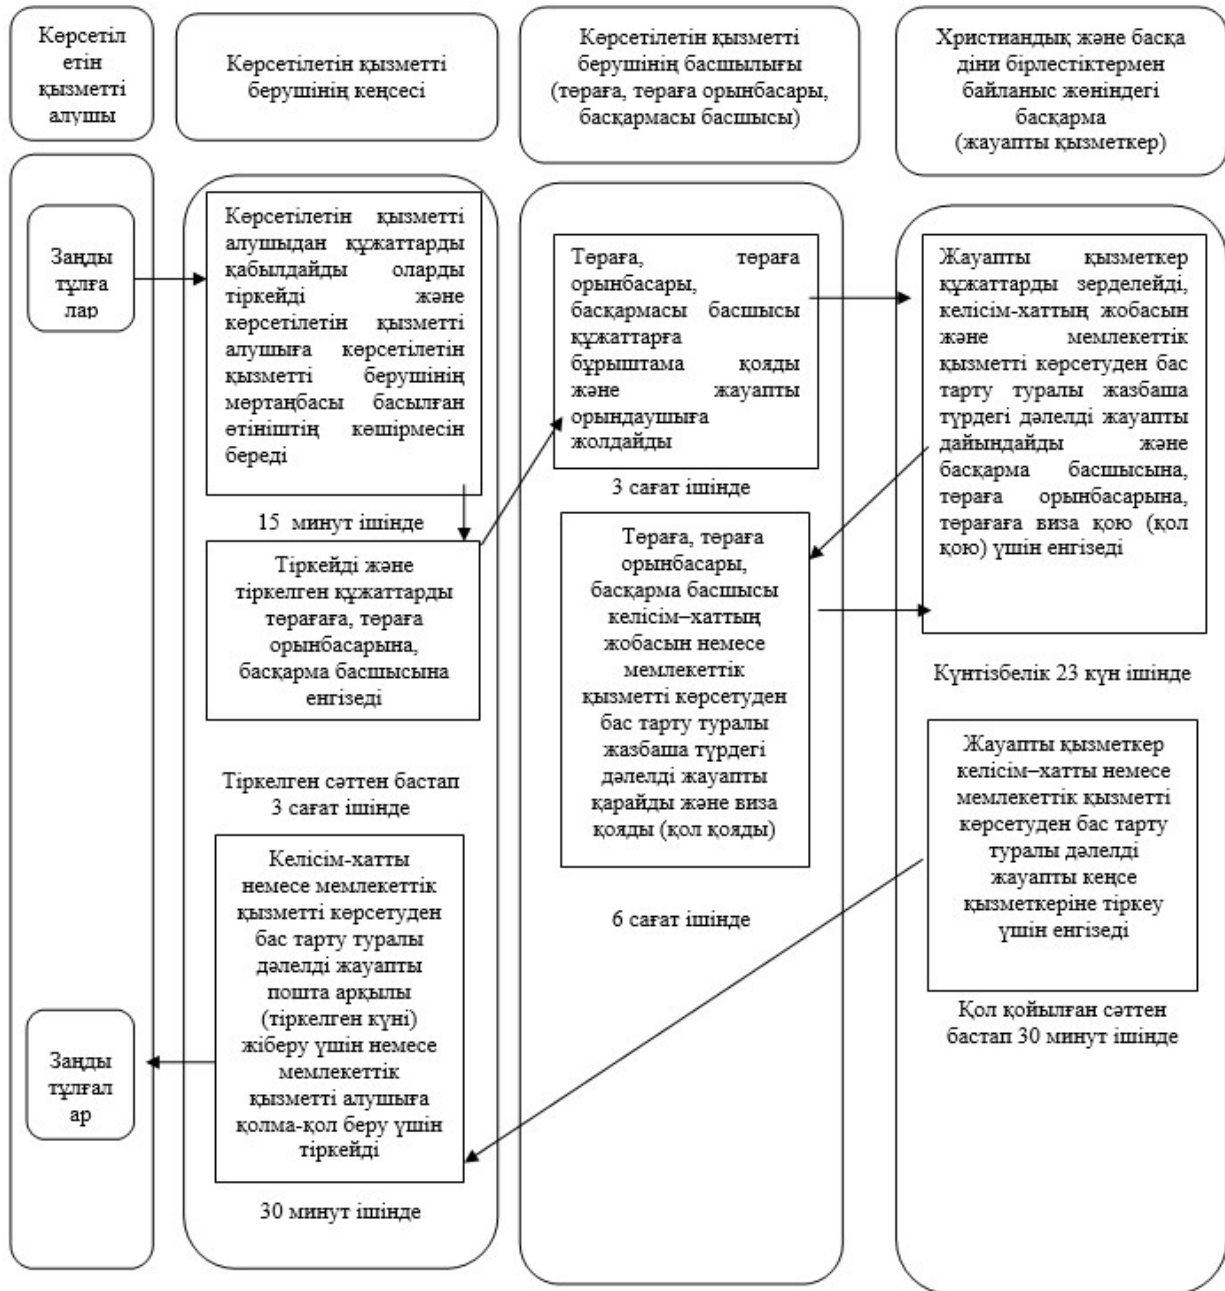 Көрсетіл
етін
қызметті
алушы
Көрсетілетін қызметті
берушінің кеңсесі
Көрсетілетін қызметті
берушінің басшылығы
(төраға, төраға орынбасары,
басқармасы басшысы)
Христиандық және басқа
діни бірлестіктермен
байланыс жөніндегі
басқарма
(жауапты қызметкер)
Заңды
тұлға
лар
Көрсетілетін қызметті
алушыдан құжаттарды
қабылдайды оларды
тіркейді және
көрсетілетін қызметті
алушыға көрсетілетін
қызметті берушінің
мөртаңбасы басылған
өтініштің көшірмесін
береді
15 минут ішінде
Тіркейді және
тіркелген құжаттарды
төрағаға, төраға
орынбасарына,
басқарма басшысына
енгізеді
Тіркелген сәттен бастап
3 сағат ішінде
Төраға, төраға
орынбасары,
басқармасы басшысы
құжаттарға
бұрыштама қояды
және жауапты
орындаушыға
жолдайды
3 сағат ішінде
Жауапты қызметкер
құжаттарды зерделейді,
келісім-хаттың жобасын
және мемлекеттік
қызметті көрсетуден бас
тарту туралы жазбаша
түрдегі дәлелді жауапты
дайындайды және
басқарма басшысына,
төраға орынбасарына,
төрағаға виза қою (қол
қою) үшін енгізеді
Күнтізбелік 23 күн ішінде
Төраға, төраға
орынбасары,
басқарма басшысы
келісім–хаттың
жобасын немесе
мемлекеттік
қызметті көрсетуден
бас тарту туралы
жазбаша түрдегі
дәлелді жауапты
қарайды және виза
қояды (қол қояды)
6 сағат ішінде
Жауапты қызметкер
келісім–хатты немесе
мемлекеттік қызметті
көрсетуден бас тарту
туралы дәлелді
жауапты кеңсе
қызметкеріне тіркеу
үшін енгізеді
Қол қойылған сәттен
бастап 30 минут ішінде
Келісім-хатты
немесе мемлекеттік
қызметті көрсетуден
бас тарту туралы
дәлелді жауапты
пошта арқылы
(тіркелген күні)
жіберу үшін немесе
мемлекеттік
қызметті алушыға
қолма-қол беру үшін
тіркейді
30 минут ішінде
Заңды
тұлғал
ар